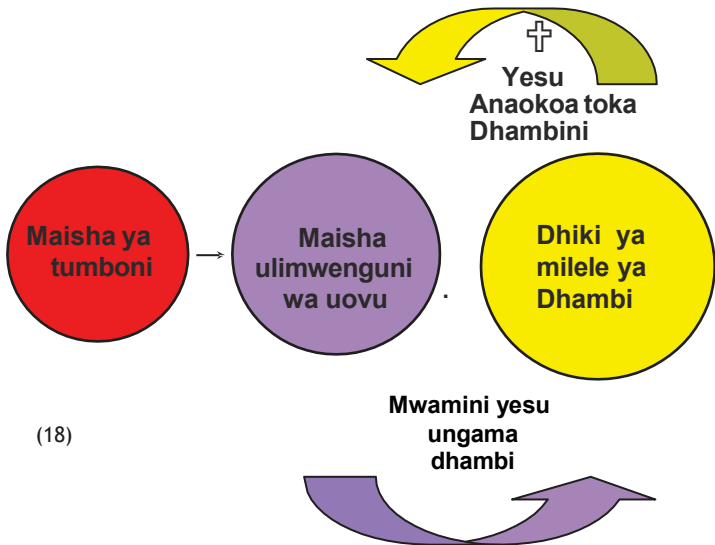 Yesu
Anaokoa toka
Dhambini
Maisha ya
tumboni
Maisha
ulimwenguni
wa uovu
.
Dhiki ya
milele ya
Dhambi
Mwamini yesu
ungama
dhambi
(18)